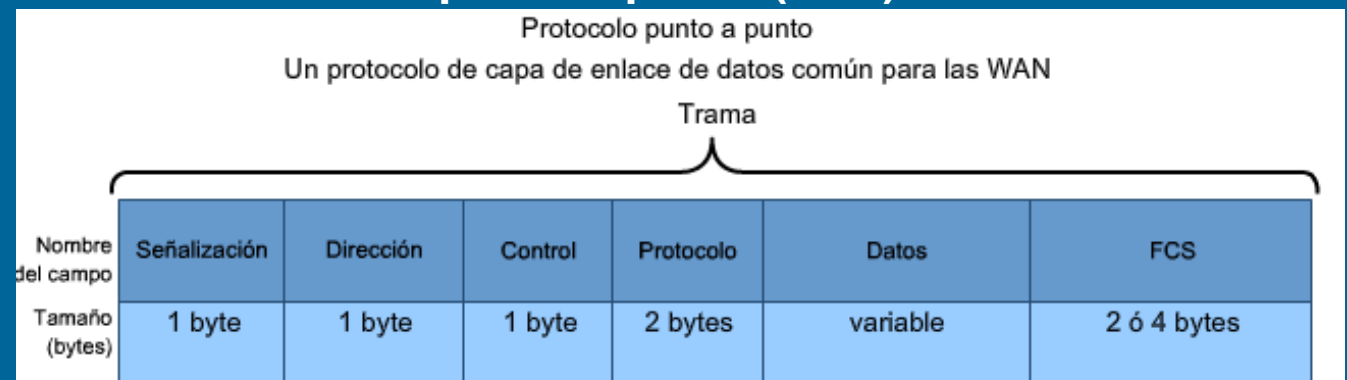 Protocolo punto a punto
Un protocolo de capa de enlace de datos común para las WAN
Trama
Nombre del campo Señalización Dirección Control Protocolo Datos FCS
Tamaño (bytes) 1 byte 1 byte 1 byte 2 bytes variable 2 ó 4 bytes